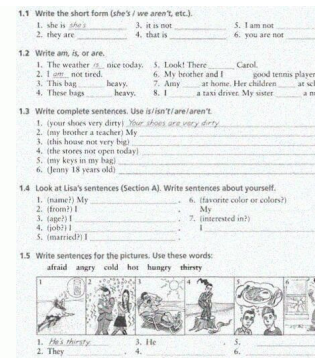 1.1 Write the short form (she's / we aren't, etc.).
1. she is she's 3. it is not 5. I am not
2. they are 4. that is 6. you are not
1.2 Write am, is, or are.
1. The weather is nice today. 5. Look! There Carol.
2. I am not tired. 6. My brother and I good tennis player
3. This bag heavy. 7. Amy at home. Her children at
4. These bags heavy. 8. I a taxi driver. My sister a
1.3 Write complete sentences. Use is/isn't/are/aren't.
1. (your shoes very dirty) Your shoes are very dirty
2. (my brother a teacher) My
3. (this house not very big)
4. (the stores not open today)
5. (my keys in my bag)
6. (Jenny 18 years old)
1.4 Look at Lisa's sentences (Section A). Write sentences about yourself.
1. (name?) My . 6. (favorite color or colors?)
2. (from?) I . My
3. (age?) I . 7. (interested in?)
4. (job?) I . I
5. (married?) I .
1.5 Write sentences for the pictures. Use these words:
afraid angry cold hot hungry thirsty
1 2 3 4 5 6
1. He's thirsty 3. He . 5.
2. They . 4. 6.